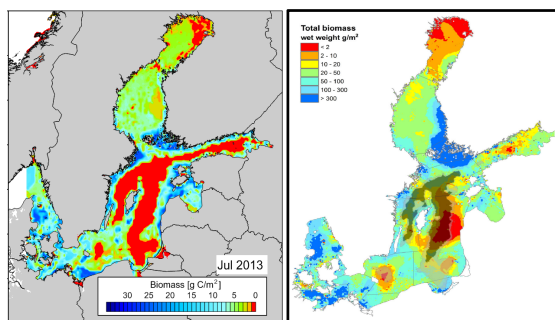 Jul 2013
Biomass [g C/m²]
30 25 20 15 10 5 0
Total biomass
wet weight g/m²
< 2
2 - 10
10 - 20
20 - 50
50 - 100
100 - 300
> 300